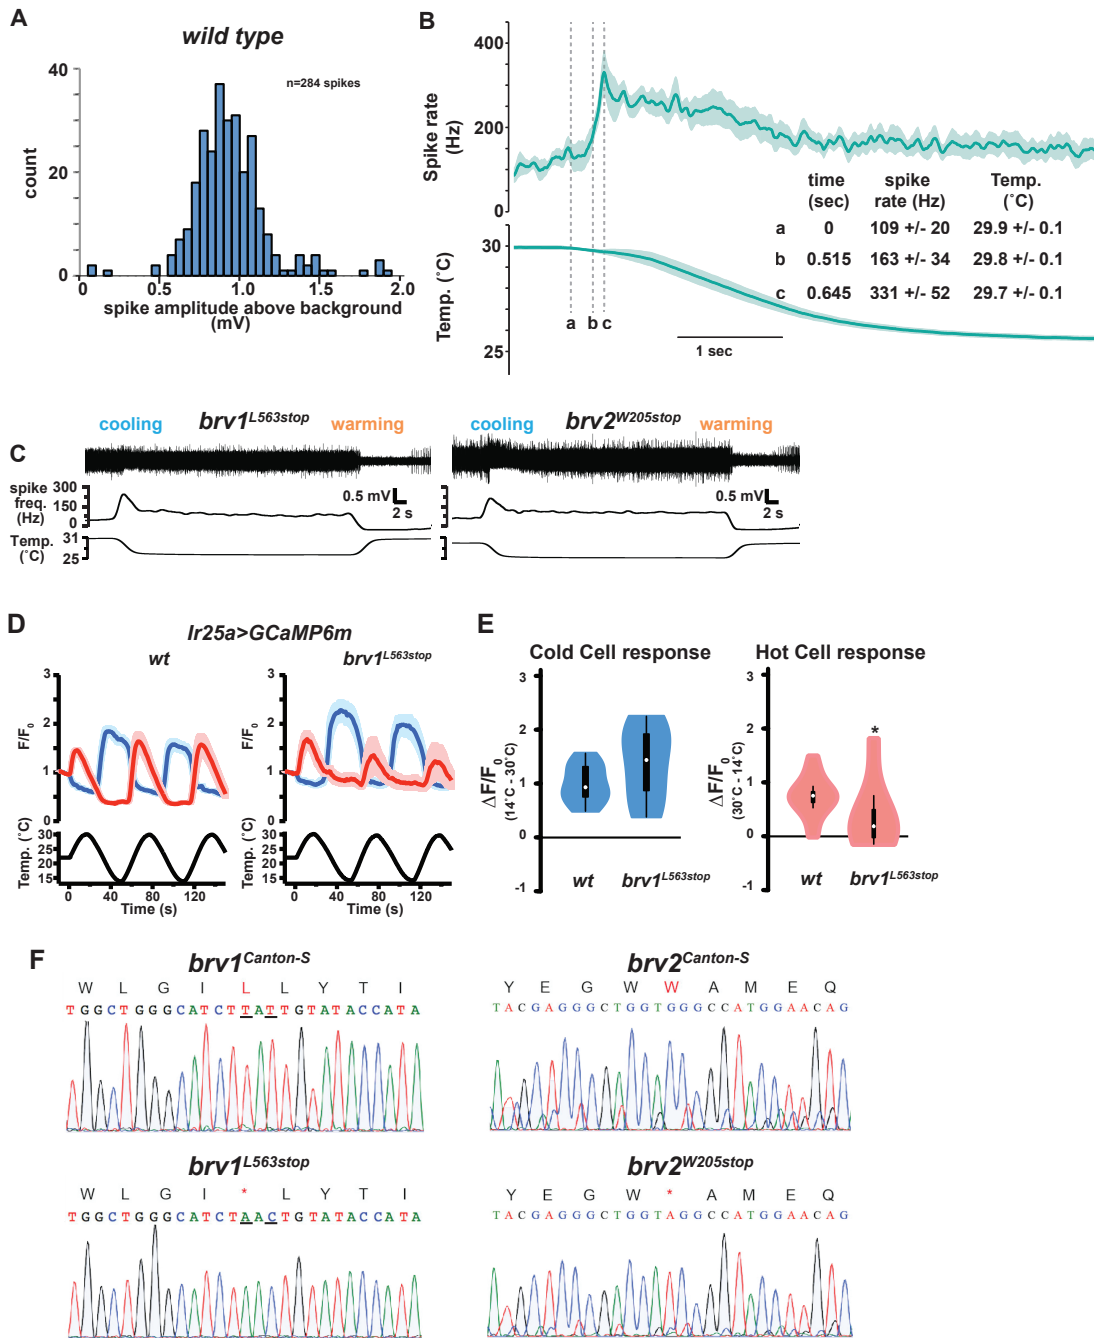 A
wild type
n=284 spikes
40
20
0
count
0
0.5
1.0
1.5
2.0
spike amplitude above background
(mV)
B
450
300
200
100
0
Spike rate
(Hz)
30
25
Temp. (˚C)
a b c
1 sec
time spike Temp.
(sec) rate (Hz) (˚C)
a 0 109 +/- 20 29.9 +/- 0.1
b 0.515 163 +/- 34 29.8 +/- 0.1
c 0.645 331 +/- 52 29.7 +/- 0.1
C
cooling brv1L563stop warming
cooling brv2W205stop warming
spike
freq.
(Hz)
300
150
0
0.5 mV
2 s
0.5 mV
2 s
Temp.
(˚C)
31
25
D
Ir25a>GCaMP6m
wt
brv1L563stop
3
2
1
0
F/F0
3
2
1
0
F/F0
Temp. (˚C)
30
25
20
15
Temp. (˚C)
30
25
20
15
0 40 80 120
Time (s)
0 40 80 120
Time (s)
E
Cold Cell response
Hot Cell response
3
2
1
0
-1
ΔF/F0
(14˚C - 30˚C)
wt brv1L563stop
3
2
1
0
-1
ΔF/F0
(30˚C - 14˚C)
*
wt brv1L563stop
F
brv1Canton-S
W L G I L L Y T I
TGGCTGGGCATCTTATTGTATACCATA
brv2Canton-S
Y E G W W A M E Q
TACGAGGGCTGGTGGGCCATGGAACAG
brv1L563stop
W L G I * L Y T I
TGGCTGGGCATCTAACTGTATACCATA
brv2W205stop
Y E G W * A M E Q
TACGAGGGCTGGTAGGCCATGGAACAG